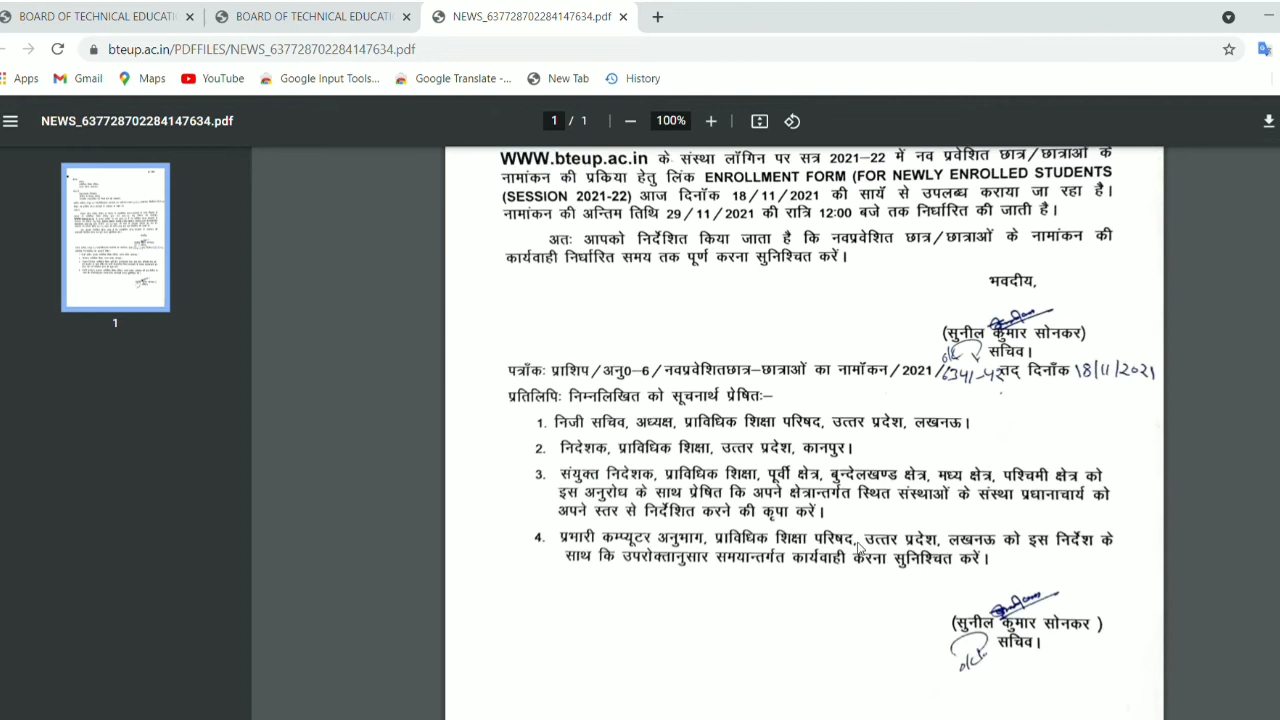 BOARD OF TECHNICAL EDUCATI
BOARD OF TECHNICAL EDUCATI
NEWS_637728702284147634.pdf
bteup.ac.in/PDFFILES/NEWS_637728702284147634.pdf
Apps Gmail Maps YouTube Google Input Tools... Google Translate -... New Tab History
NEWS_637728702284147634.pdf
1 / 1 100%
1
WWW.bteup.ac.in के संस्था लॉगिन पर सत्र 2021–22 में नव प्रवेशित छात्र/छात्राओं के
नामांकन की प्रकिया हेतु लिंक ENROLLMENT FORM (FOR NEWLY ENROLLED STUDENTS
(SESSION 2021-22) आज दिनॉक 18/11/2021 की सायॅ से उपलब्ध कराया जा रहा है।
नामांकन की अन्तिम तिथि 29/11/2021 की रात्रि 12:00 बजे तक निर्धारित की जाती है।
अतः आपको निर्देशित किया जाता है कि नवप्रवेशित छात्र/छात्राओं के नामांकन की
कार्यवाही निर्धारित समय तक पूर्ण करना सुनिश्चित करें।
भवदीय,
(सुनील कुमार सोनकर)
सचिव।
पत्रॉंकः प्राशिप/अनु0–6/नवप्रवेशितछात्र–छात्राओं का नामॉकन/2021/ तद् दिनॉंक 18/11/2021
प्रतिलिपिः निम्नलिखित को सूचनार्थ प्रेषितः–
1. निजी सचिव, अध्यक्ष, प्राविधिक शिक्षा परिषद, उत्तर प्रदेश, लखनऊ।
2. निदेशक, प्राविधिक शिक्षा, उत्तर प्रदेश, कानपुर।
3. संयुक्त निदेशक, प्राविधिक शिक्षा, पूर्वी क्षेत्र, बुन्देलखण्ड क्षेत्र, मध्य क्षेत्र, पश्चिमी क्षेत्र को
इस अनुरोध के साथ प्रेषित कि अपने क्षेत्रान्तर्गत स्थित संस्थाओं के संस्था प्रधानाचार्य को
अपने स्तर से निर्देशित करने की कृपा करें।
4. प्रभारी कम्प्यूटर अनुभाग, प्राविधिक शिक्षा परिषद, उत्तर प्रदेश, लखनऊ को इस निर्देश के
साथ कि उपरोक्तानुसार समयान्तर्गत कार्यवाही करना सुनिश्चित करें।
(सुनील कुमार सोनकर )
सचिव।